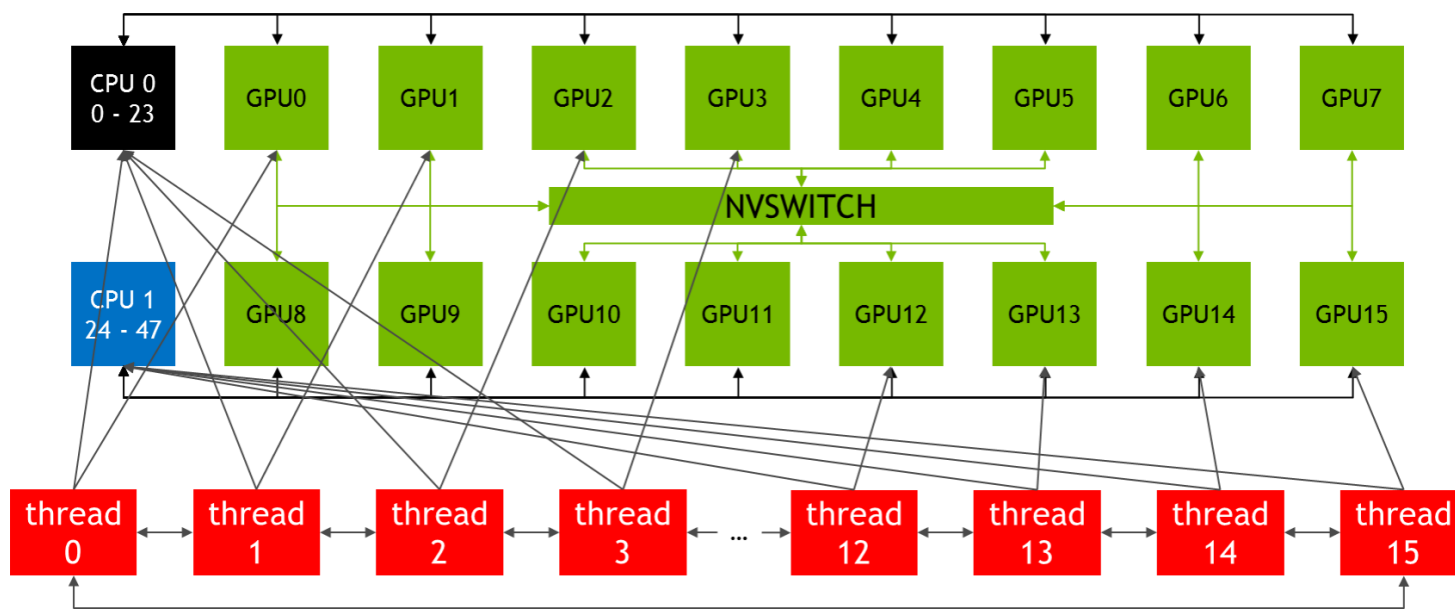 CPU 0
0 - 23
GPU0
GPU1
GPU2
GPU3
GPU4
GPU5
GPU6
GPU7
NVSWITCH
CPU 1
24 - 47
GPU8
GPU9
GPU10
GPU11
GPU12
GPU13
GPU14
GPU15
thread
0
thread
1
thread
2
thread
3
...
thread
12
thread
13
thread
14
thread
15